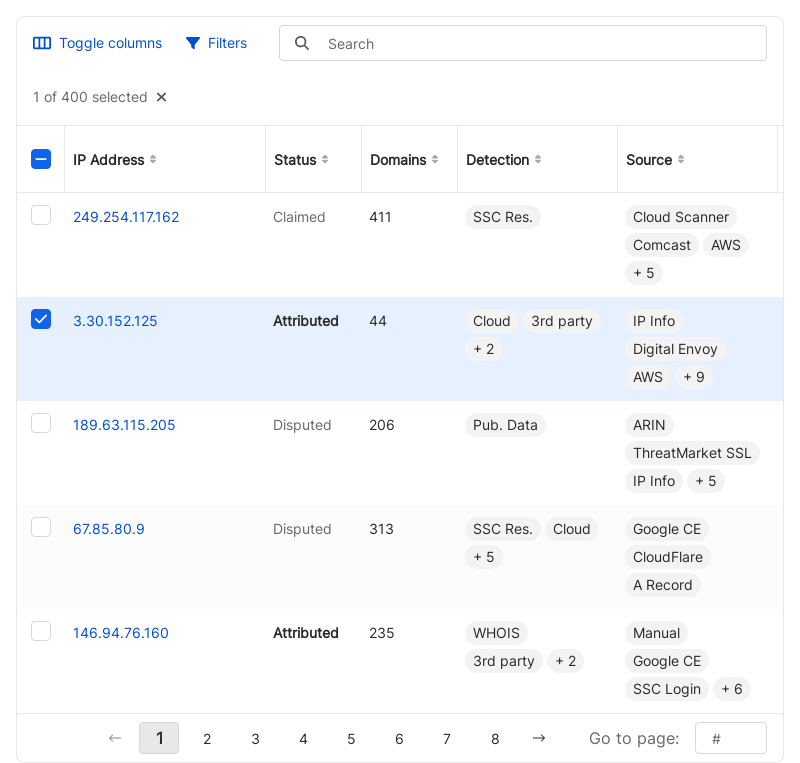 Toggle columns Filters Search
1 of 400 selected
IP Address Status Domains Detection Source
249.254.117.162 Claimed 411 SSC Res. Cloud Scanner
Comcast AWS
+ 5
3.30.152.125 Attributed 44 Cloud 3rd party IP Info
+ 2 Digital Envoy
AWS + 9
189.63.115.205 Disputed 206 Pub. Data ARIN
ThreatMarket SSL
IP Info + 5
67.85.80.9 Disputed 313 SSC Res. Cloud Google CE
+ 5 CloudFlare
A Record
146.94.76.160 Attributed 235 WHOIS Manual
3rd party + 2 Google CE
SSC Login + 6
← 1 2 3 4 5 6 7 8 → Go to page: #